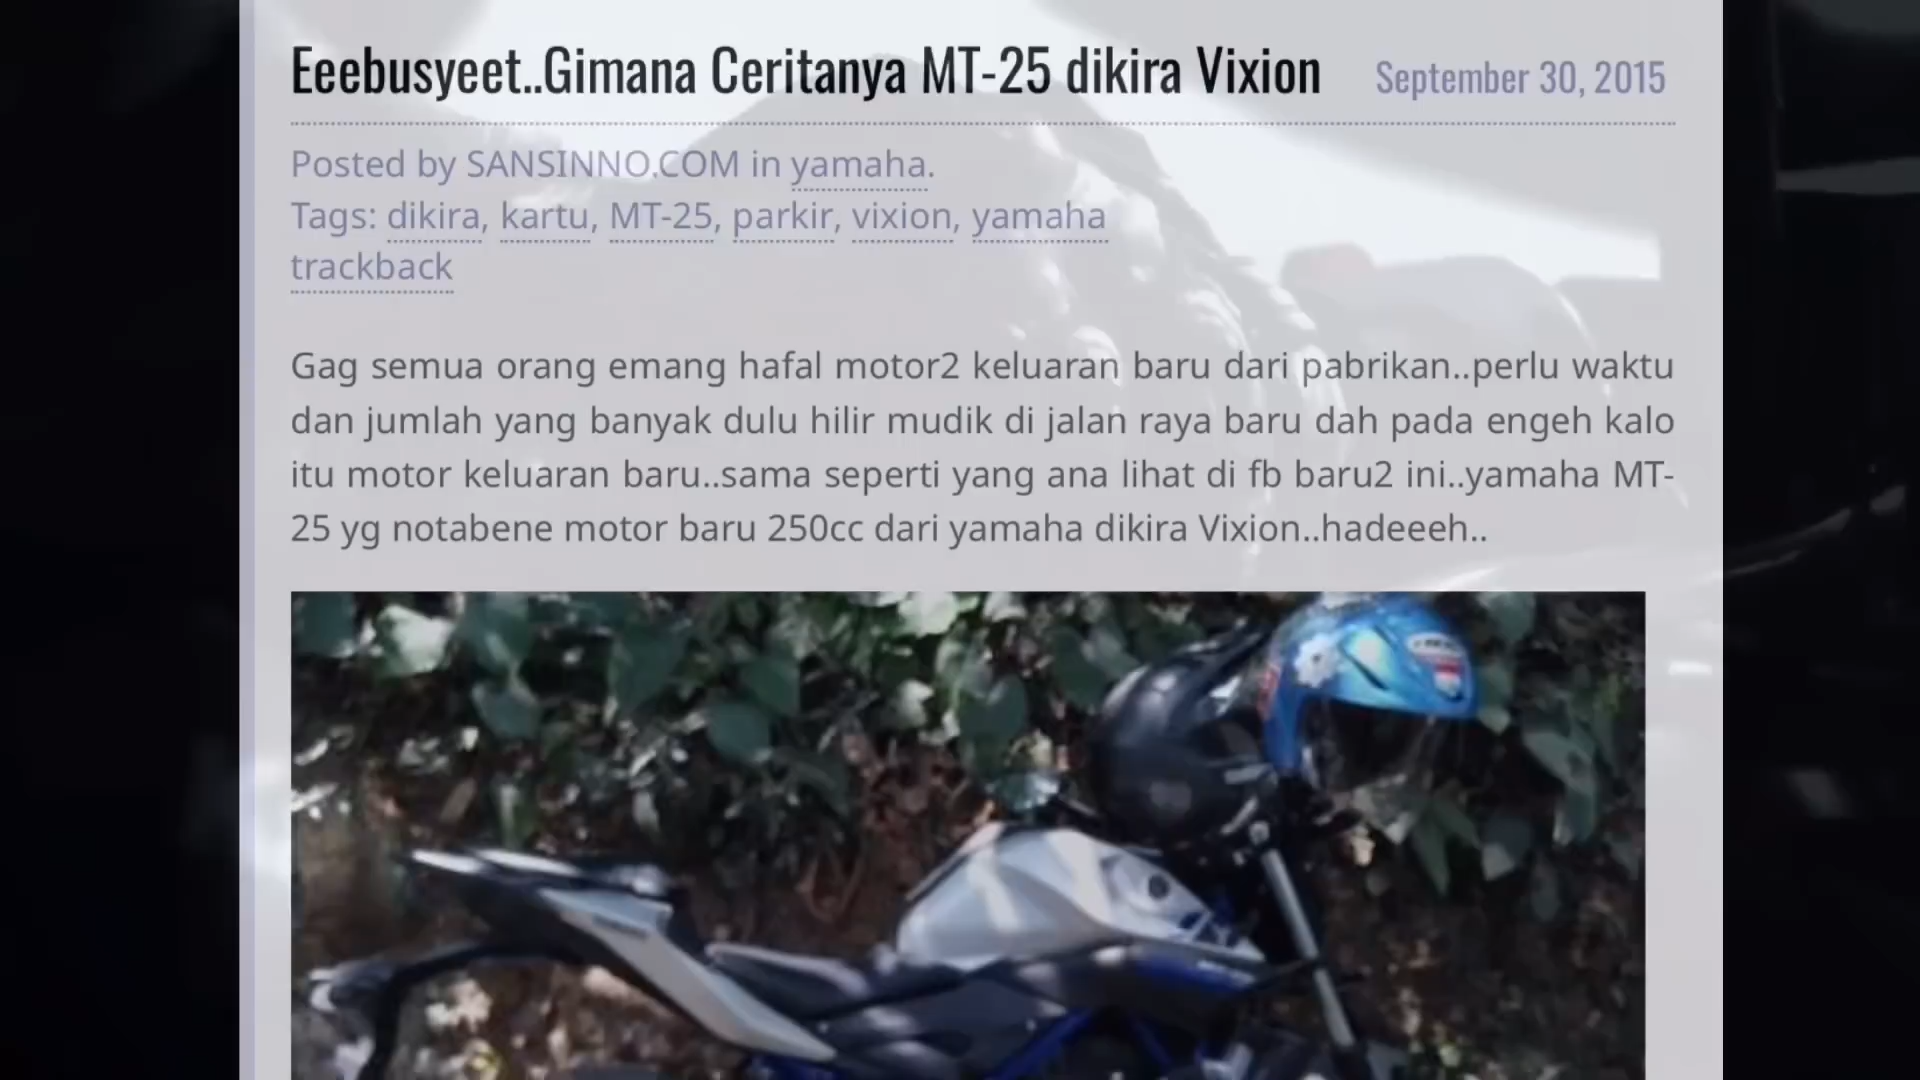 Eeebusyeet..Gimana Ceritanya MT-25 dikira Vixion September 30, 2015
Posted by SANSINNO.COM in yamaha.
Tags: dikira, kartu, MT-25, parkir, vixion, yamaha
trackback
Gag semua orang emang hafal motor2 keluaran baru dari pabrikan..perlu waktu
dan jumlah yang banyak dulu hilir mudik di jalan raya baru dah pada engeh kalo
itu motor keluaran baru..sama seperti yang ana lihat di fb baru2 ini..yamaha MT-
25 yg notabene motor baru 250cc dari yamaha dikira Vixion..hadeeeh..